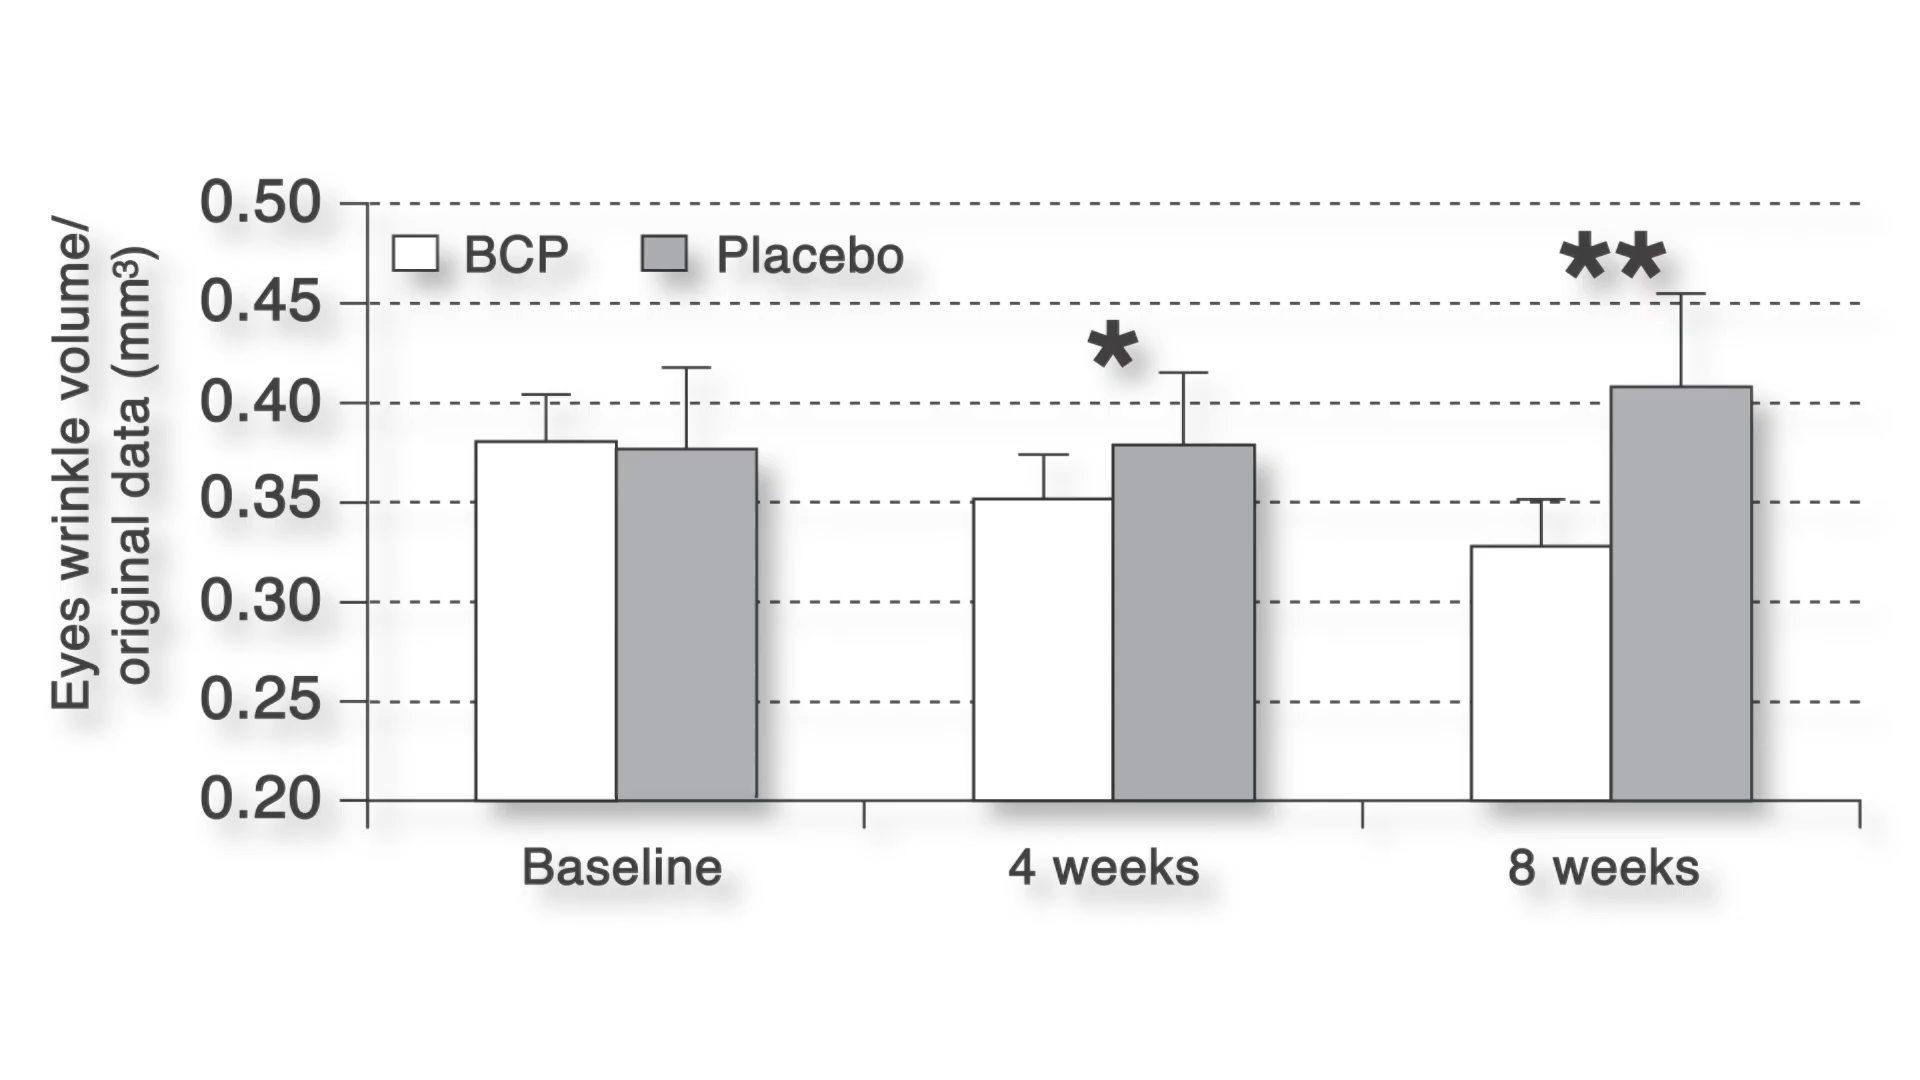 Eyes wrinkle volume/
original data (mm³)
0.50
0.45
0.40
0.35
0.30
0.25
0.20
BCP Placebo
*
**
Baseline 4 weeks 8 weeks